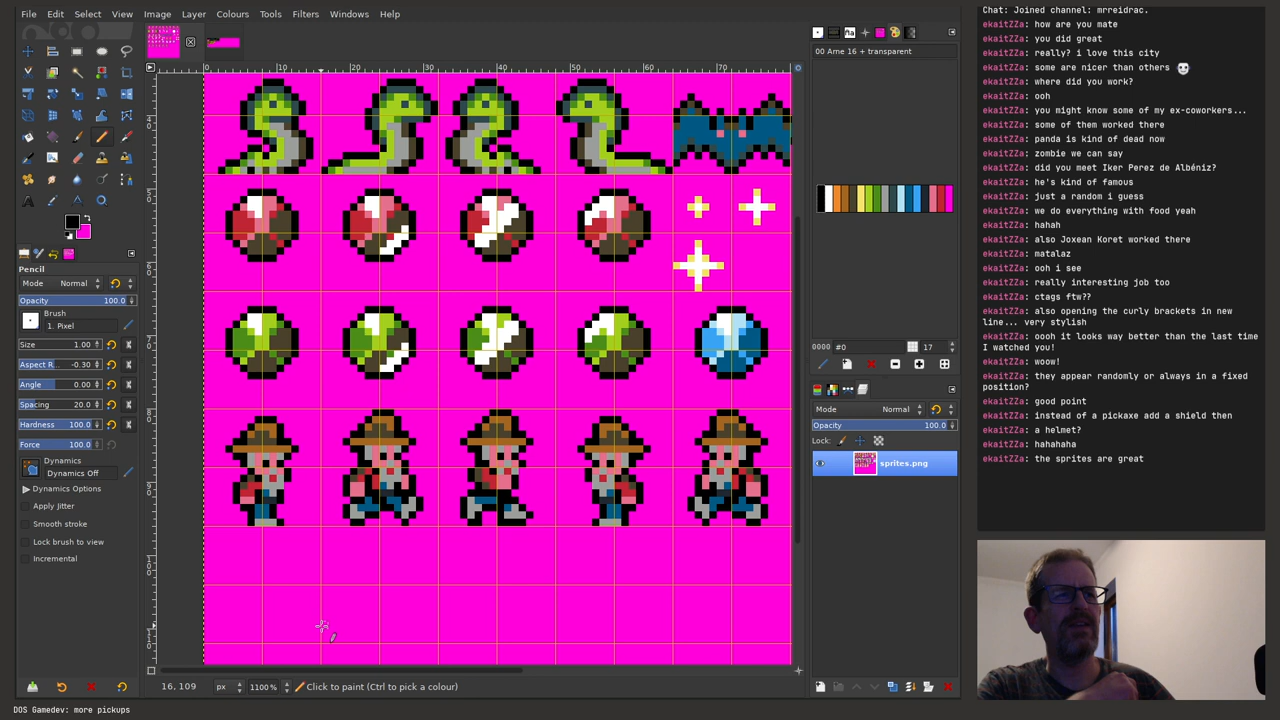 File Edit Select View Image Layer Colours Tools Filters Windows Help
Chat: Joined channel: mrreidrac.
ekaitZZa: how are you mate
ekaitZZa: you did great
ekaitZZa: really? i love this city
ekaitZZa: some are nicer than others
ekaitZZa: where did you work?
ekaitZZa: ooh
ekaitZZa: you might know some of my ex-coworkers...
ekaitZZa: some of them worked there
ekaitZZa: panda is kind of dead now
ekaitZZa: zombie we can say
ekaitZZa: did you meet Iker Perez de Albéniz?
ekaitZZa: he's kind of famous
ekaitZZa: just a random i guess
ekaitZZa: we do everything with food yeah
ekaitZZa: hahah
ekaitZZa: also Joxean Koret worked there
ekaitZZa: matalaz
ekaitZZa: ooh i see
ekaitZZa: really interesting job too
ekaitZZa: ctags ftw??
ekaitZZa: also opening the curly brackets in new
line... very stylish
ekaitZZa: oooh it looks way better than the last time
I watched you!
ekaitZZa: wow!
ekaitZZa: they appear randomly or always in a fixed
position?
ekaitZZa: good point
ekaitZZa: instead of a pickaxe add a shield then
ekaitZZa: a helmet?
ekaitZZa: hahahaha
ekaitZZa: the sprites are great
00 Arne 16 + transparent
0 10 20 30 40 50 60 70
Pencil
Mode Normal
Opacity 100.0
Brush
1. Pixel
Size 1.00
Aspect R... -0.30
Angle 0.00
Spacing 20.0
Hardness 100.0
Force 100.0
Dynamics
Dynamics Off
Dynamics Options
Apply Jitter
Smooth stroke
Lock brush to view
Incremental
0000 #0 17
Mode Normal
Opacity 100.0
Lock:
sprites.png
16, 109 px 1100 % Click to paint (Ctrl to pick a colour)
DOS Gamedev: more pickups